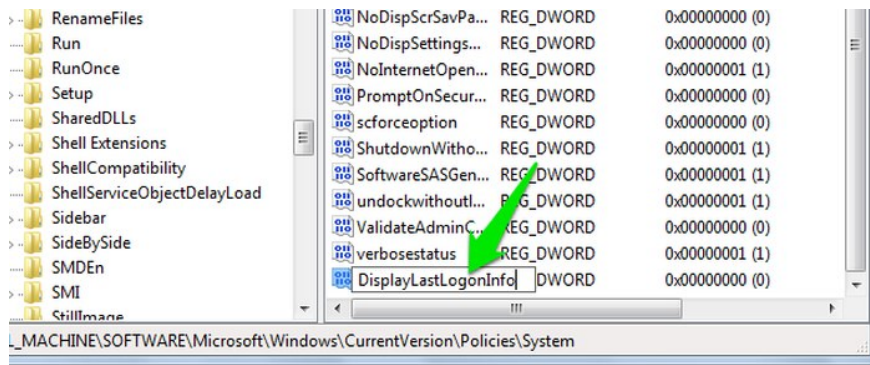 RenameFiles
Run
RunOnce
Setup
SharedDLLs
Shell Extensions
ShellCompatibility
ShellServiceObjectDelayLoad
Sidebar
SideBySide
SMDEn
SMI
StillImage
NoDispScrSavPa... REG_DWORD 0x00000000 (0)
NoDispSettings... REG_DWORD 0x00000000 (0)
NoInternetOpen... REG_DWORD 0x00000001 (1)
PromptOnSecur... REG_DWORD 0x00000000 (0)
scforceoption REG_DWORD 0x00000000 (0)
ShutdownWitho... REG_DWORD 0x00000001 (1)
SoftwareSASGen... REG_DWORD 0x00000001 (1)
undockwithoutl... REG_DWORD 0x00000001 (1)
ValidateAdminC... REG_DWORD 0x00000000 (0)
verbosestatus REG_DWORD 0x00000001 (1)
DisplayLastLogonInfo DWORD 0x00000000 (0)
L_MACHINE\SOFTWARE\Microsoft\Windows\CurrentVersion\Policies\System